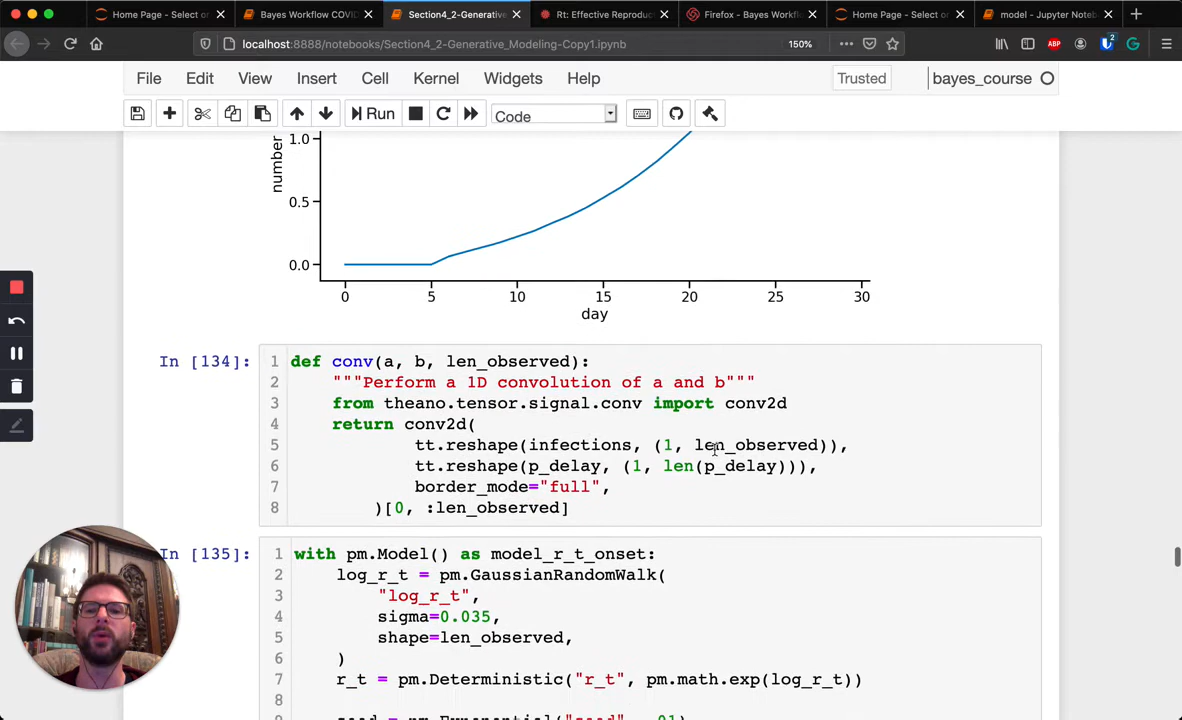 Home Page - Select or
Bayes Workflow COVID
Section4_2-Generative
Rt: Effective Reproduc
Firefox - Bayes Workflow
Home Page - Select or
model - Jupyter Noteb
localhost:8888/notebooks/Section4_2-Generative_Modeling-Copy1.ipynb
150%
ABP
2
File Edit View Insert Cell Kernel Widgets Help
Trusted
bayes_course
Run
Code
number
1.0
0.5
0.0
0 5 10 15 20 25 30
day
In [134]:
1 def conv(a, b, len_observed):
2 """Perform a 1D convolution of a and b"""
3 from theano.tensor.signal.conv import conv2d
4 return conv2d(
5 tt.reshape(infections, (1, len_observed)),
6 tt.reshape(p_delay, (1, len(p_delay))),
7 border_mode="full",
8 )[0, :len_observed]
In [135]:
1 with pm.Model() as model_r_t_onset:
2 log_r_t = pm.GaussianRandomWalk(
3 "log_r_t",
4 sigma=0.035,
5 shape=len_observed,
6 )
7 r_t = pm.Deterministic("r_t", pm.math.exp(log_r_t))
8